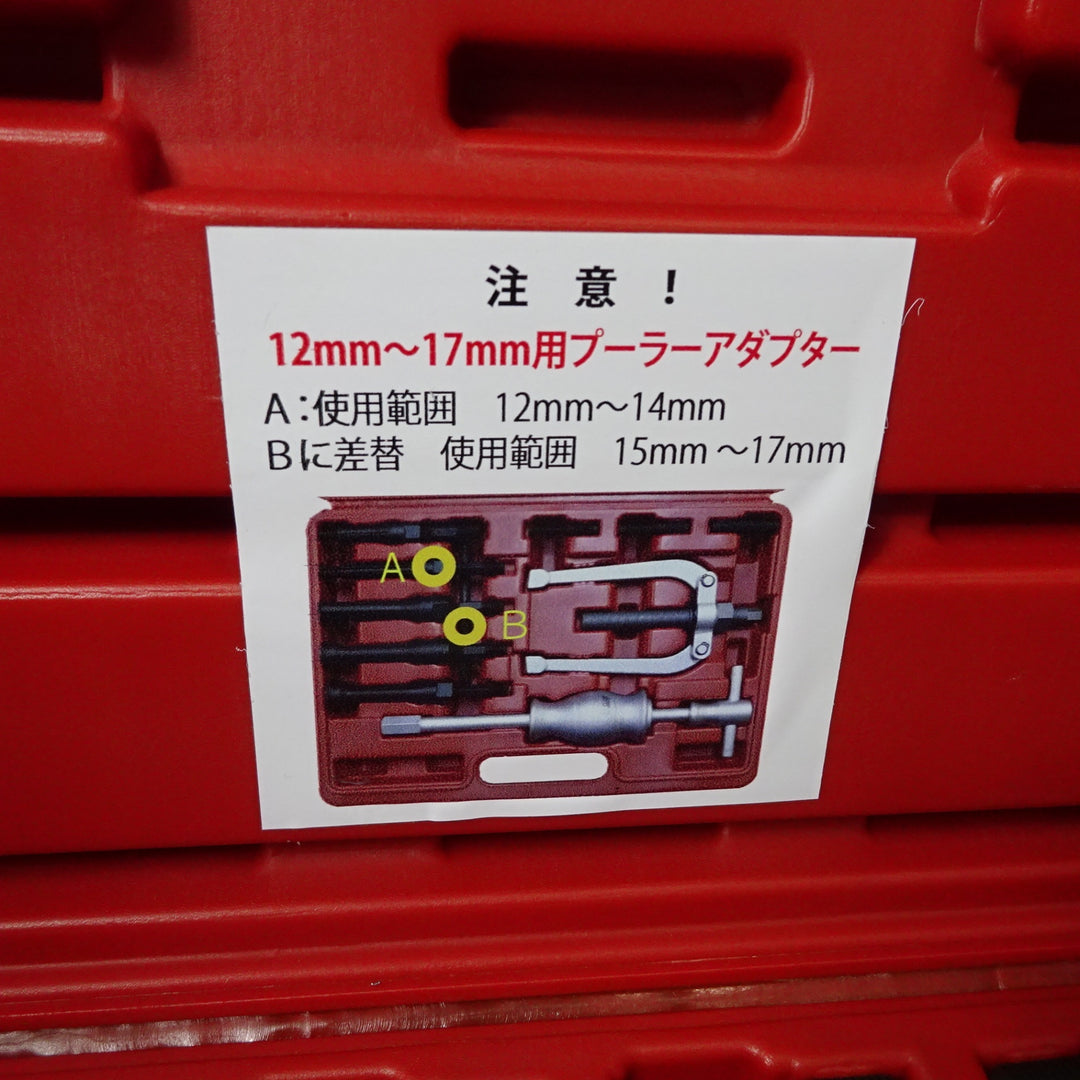 注　意　！
12mm～17mm用プーラーアダプター
A：使用範囲　12mm～14mm
Bに差替　使用範囲　15mm～17mm
A
B